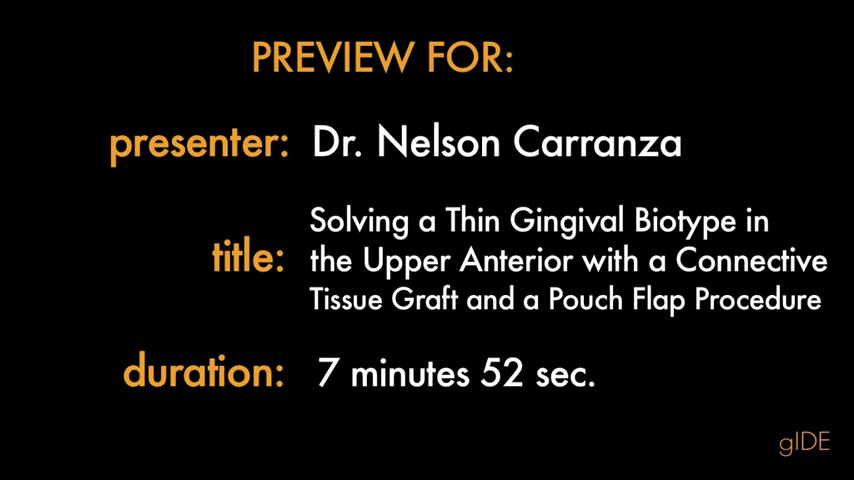 PREVIEW FOR:
presenter: Dr. Nelson Carranza
title: Solving a Thin Gingival Biotype in
the Upper Anterior with a Connective
Tissue Graft and a Pouch Flap Procedure
duration: 7 minutes 52 sec.
gIDE